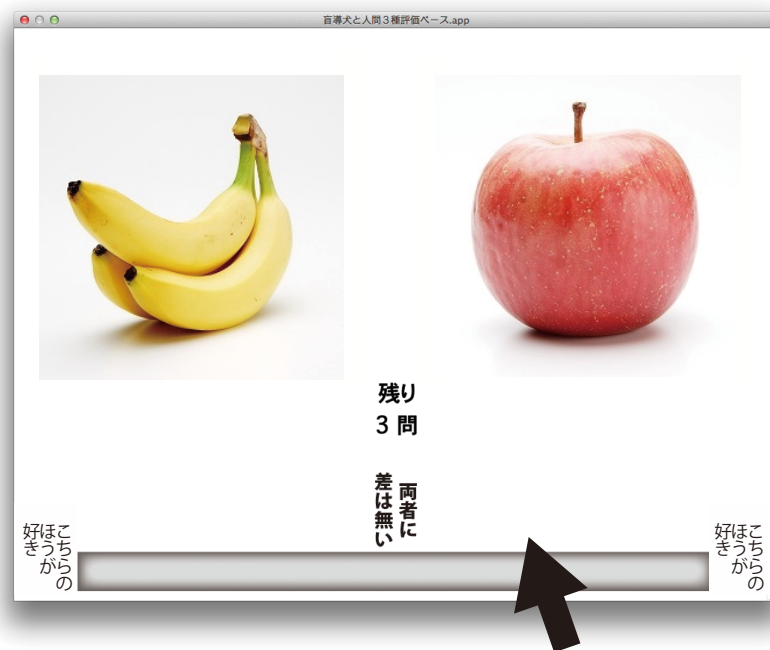 盲導犬と人間３種評価ベース.app
残り
3 問
両者に
差は無い
こちらの
ほうが
好き
こちらの
ほうが
好き